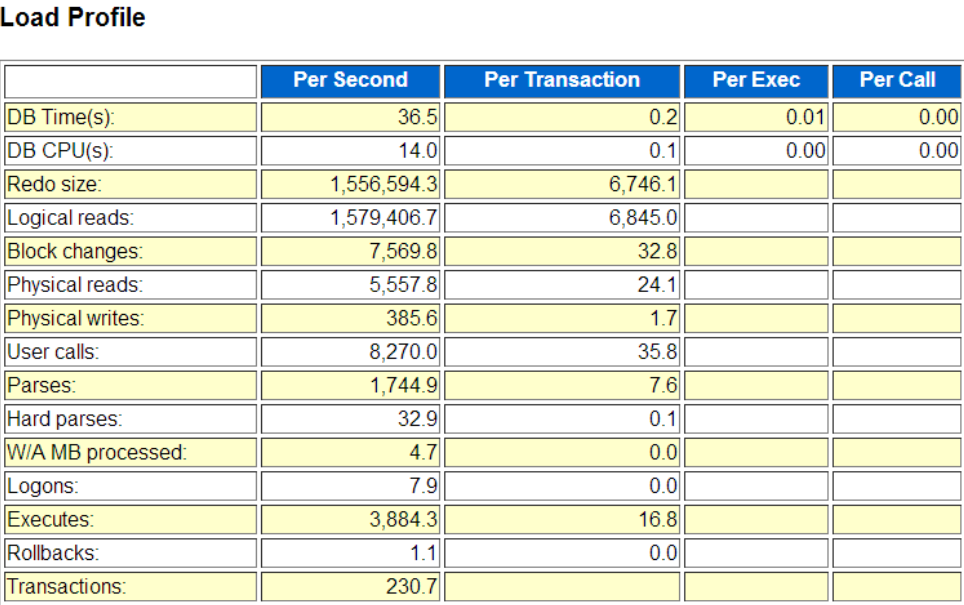 Load Profile
Per Second Per Transaction Per Exec Per Call
DB Time(s): 36.5 0.2 0.01 0.00
DB CPU(s): 14.0 0.1 0.00 0.00
Redo size: 1,556,594.3 6,746.1
Logical reads: 1,579,406.7 6,845.0
Block changes: 7,569.8 32.8
Physical reads: 5,557.8 24.1
Physical writes: 385.6 1.7
User calls: 8,270.0 35.8
Parses: 1,744.9 7.6
Hard parses: 32.9 0.1
W/A MB processed: 4.7 0.0
Logons: 7.9 0.0
Executes: 3,884.3 16.8
Rollbacks: 1.1 0.0
Transactions: 230.7